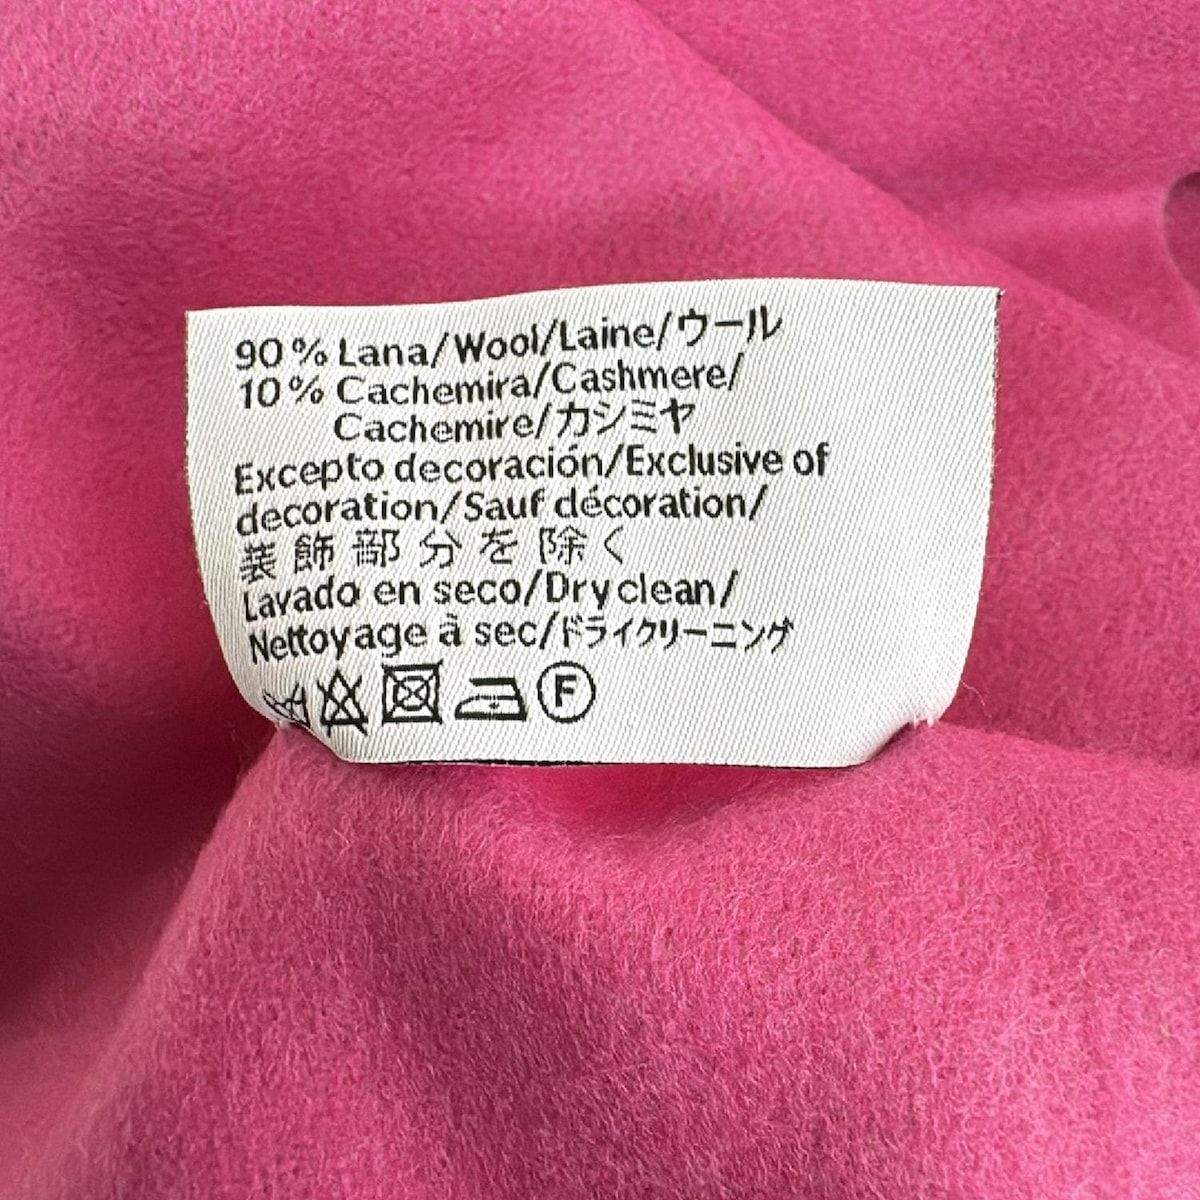 90% Lana/Wool/Laine/ウール
10% Cachemira/Cashmere/
Cachemire/カシミヤ
Excepto decoración/Exclusive of
decoration/Sauf décoration/
装飾部分を除く
Lavado en seco/Dry clean/
Nettoyage à sec/ドライクリーニング
F